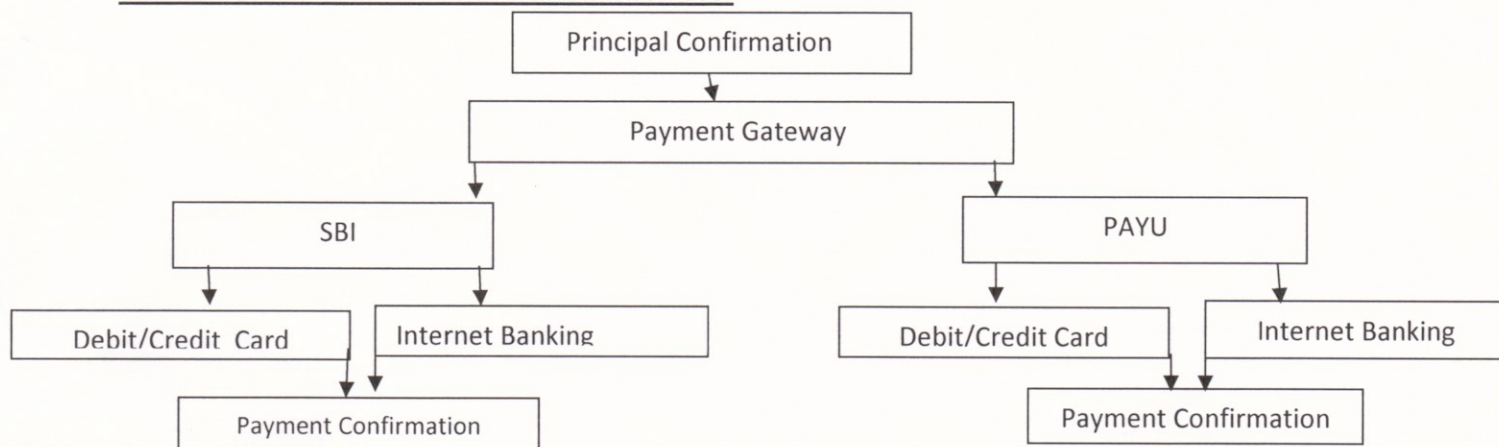 Principal Confirmation
Payment Gateway
SBI
PAYU
Debit/Credit Card
Internet Banking
Debit/Credit Card
Internet Banking
Payment Confirmation
Payment Confirmation